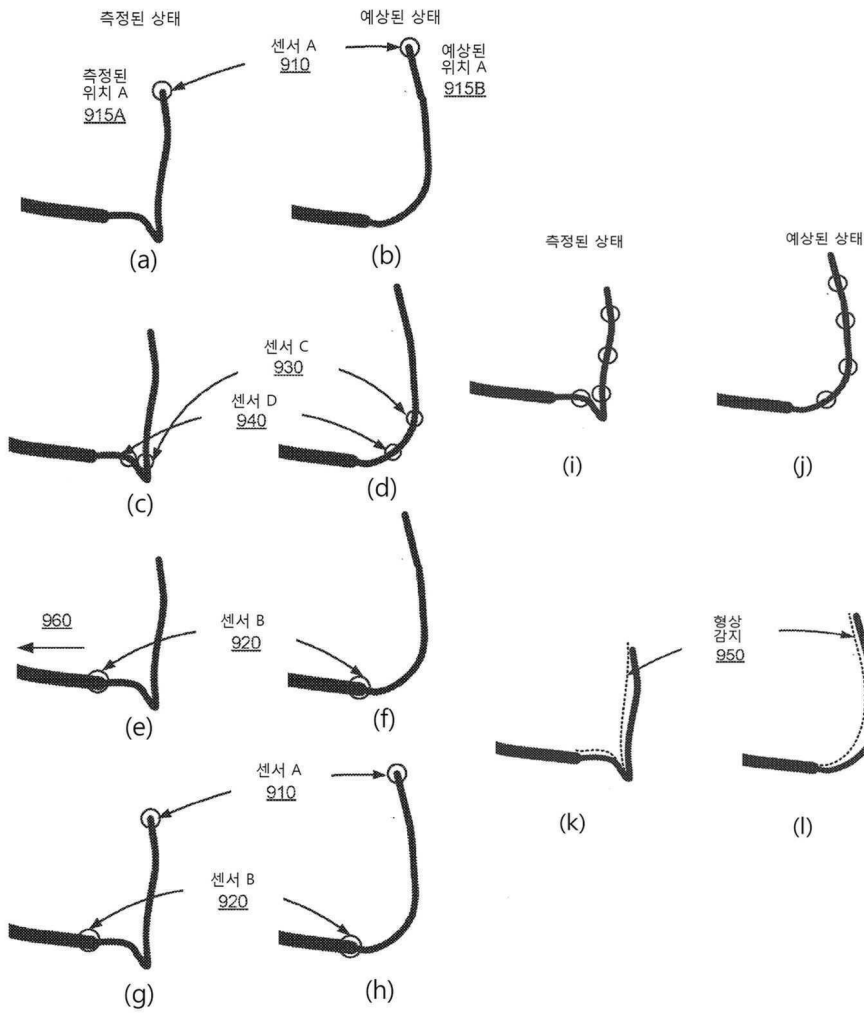 측정된 상태
예상된 상태
센서 A
910
측정된
위치 A
915A
예상된
위치 A
915B
(a)
(b)
센서 C
930
센서 D
940
(c)
(d)
960
센서 B
920
(e)
(f)
센서 A
910
센서 B
920
(g)
(h)
측정된 상태
예상된 상태
(i)
(j)
형상
감지
950
(k)
(l)